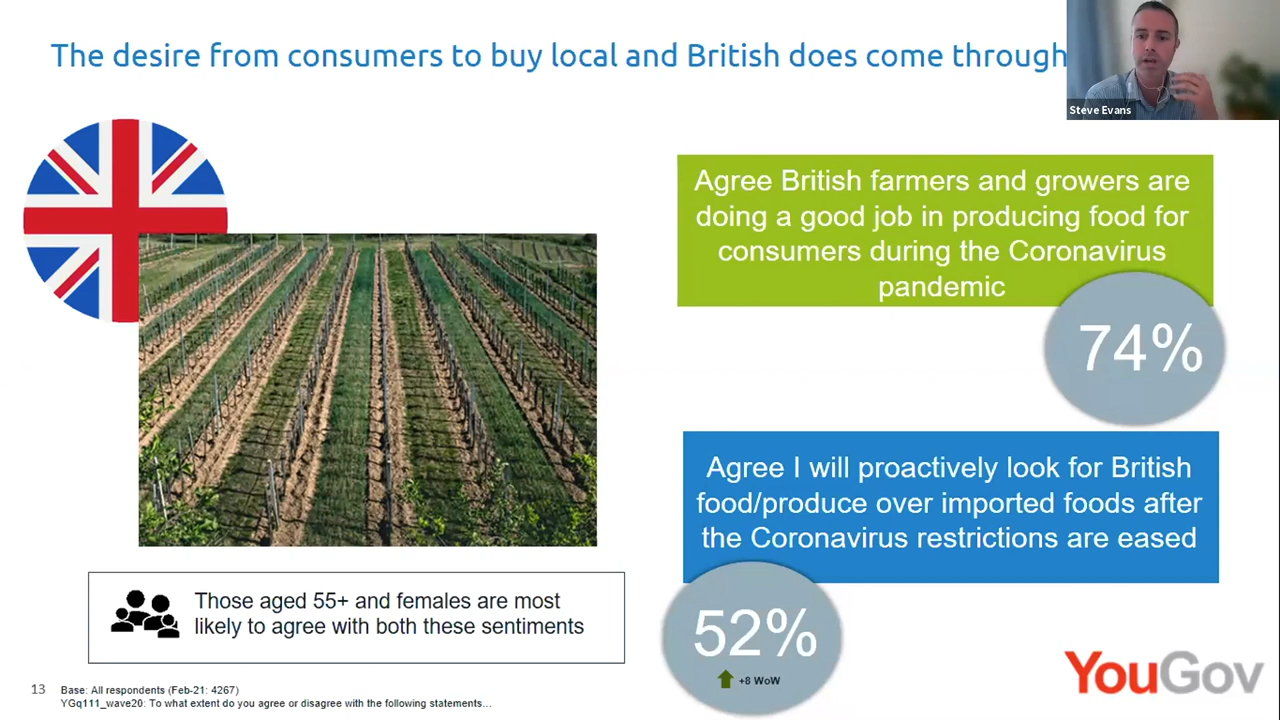 The desire from consumers to buy local and British does come through
Steve Evans
Agree British farmers and growers are
doing a good job in producing food for
consumers during the Coronavirus
pandemic
74%
Agree I will proactively look for British
food/produce over imported foods after
the Coronavirus restrictions are eased
52%
+8 WoW
Those aged 55+ and females are most
likely to agree with both these sentiments
13
Base: All respondents (Feb-21: 4267)
YGq111_wave20: To what extent do you agree or disagree with the following statements...
YouGov